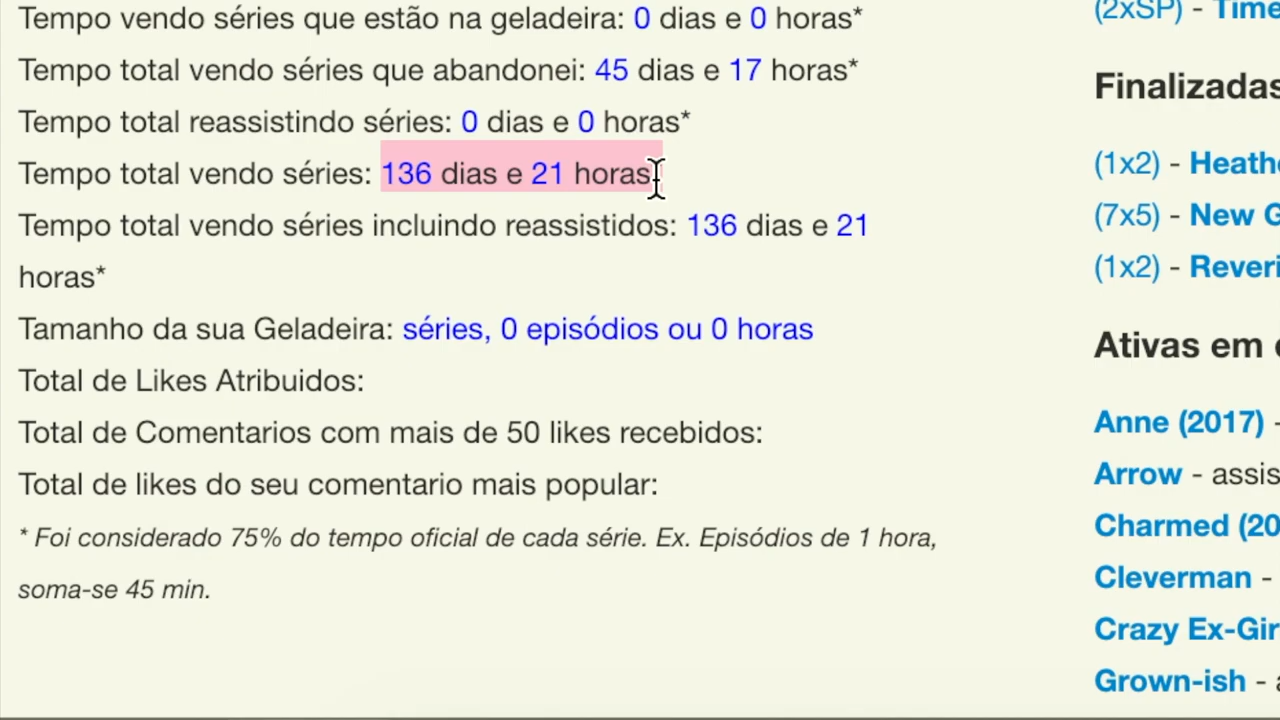 Tempo vendo séries que estão na geladeira: 0 dias e 0 horas*
Tempo total vendo séries que abandonei: 45 dias e 17 horas*
Tempo total reassistindo séries: 0 dias e 0 horas*
Tempo total vendo séries: 136 dias e 21 horas
Tempo total vendo séries incluindo reassistidos: 136 dias e 21
horas*
Tamanho da sua Geladeira: séries, 0 episódios ou 0 horas
Total de Likes Atribuidos:
Total de Comentarios com mais de 50 likes recebidos:
Total de likes do seu comentario mais popular:
* Foi considerado 75% do tempo oficial de cada série. Ex. Episódios de 1 hora,
soma-se 45 min.
(2xSP) - Time
Finalizadas
(1x2) - Heath
(7x5) - New G
(1x2) - Reveri
Ativas em
Anne (2017) -
Arrow - assis
Charmed (20
Cleverman -
Crazy Ex-Gir
Grown-ish -